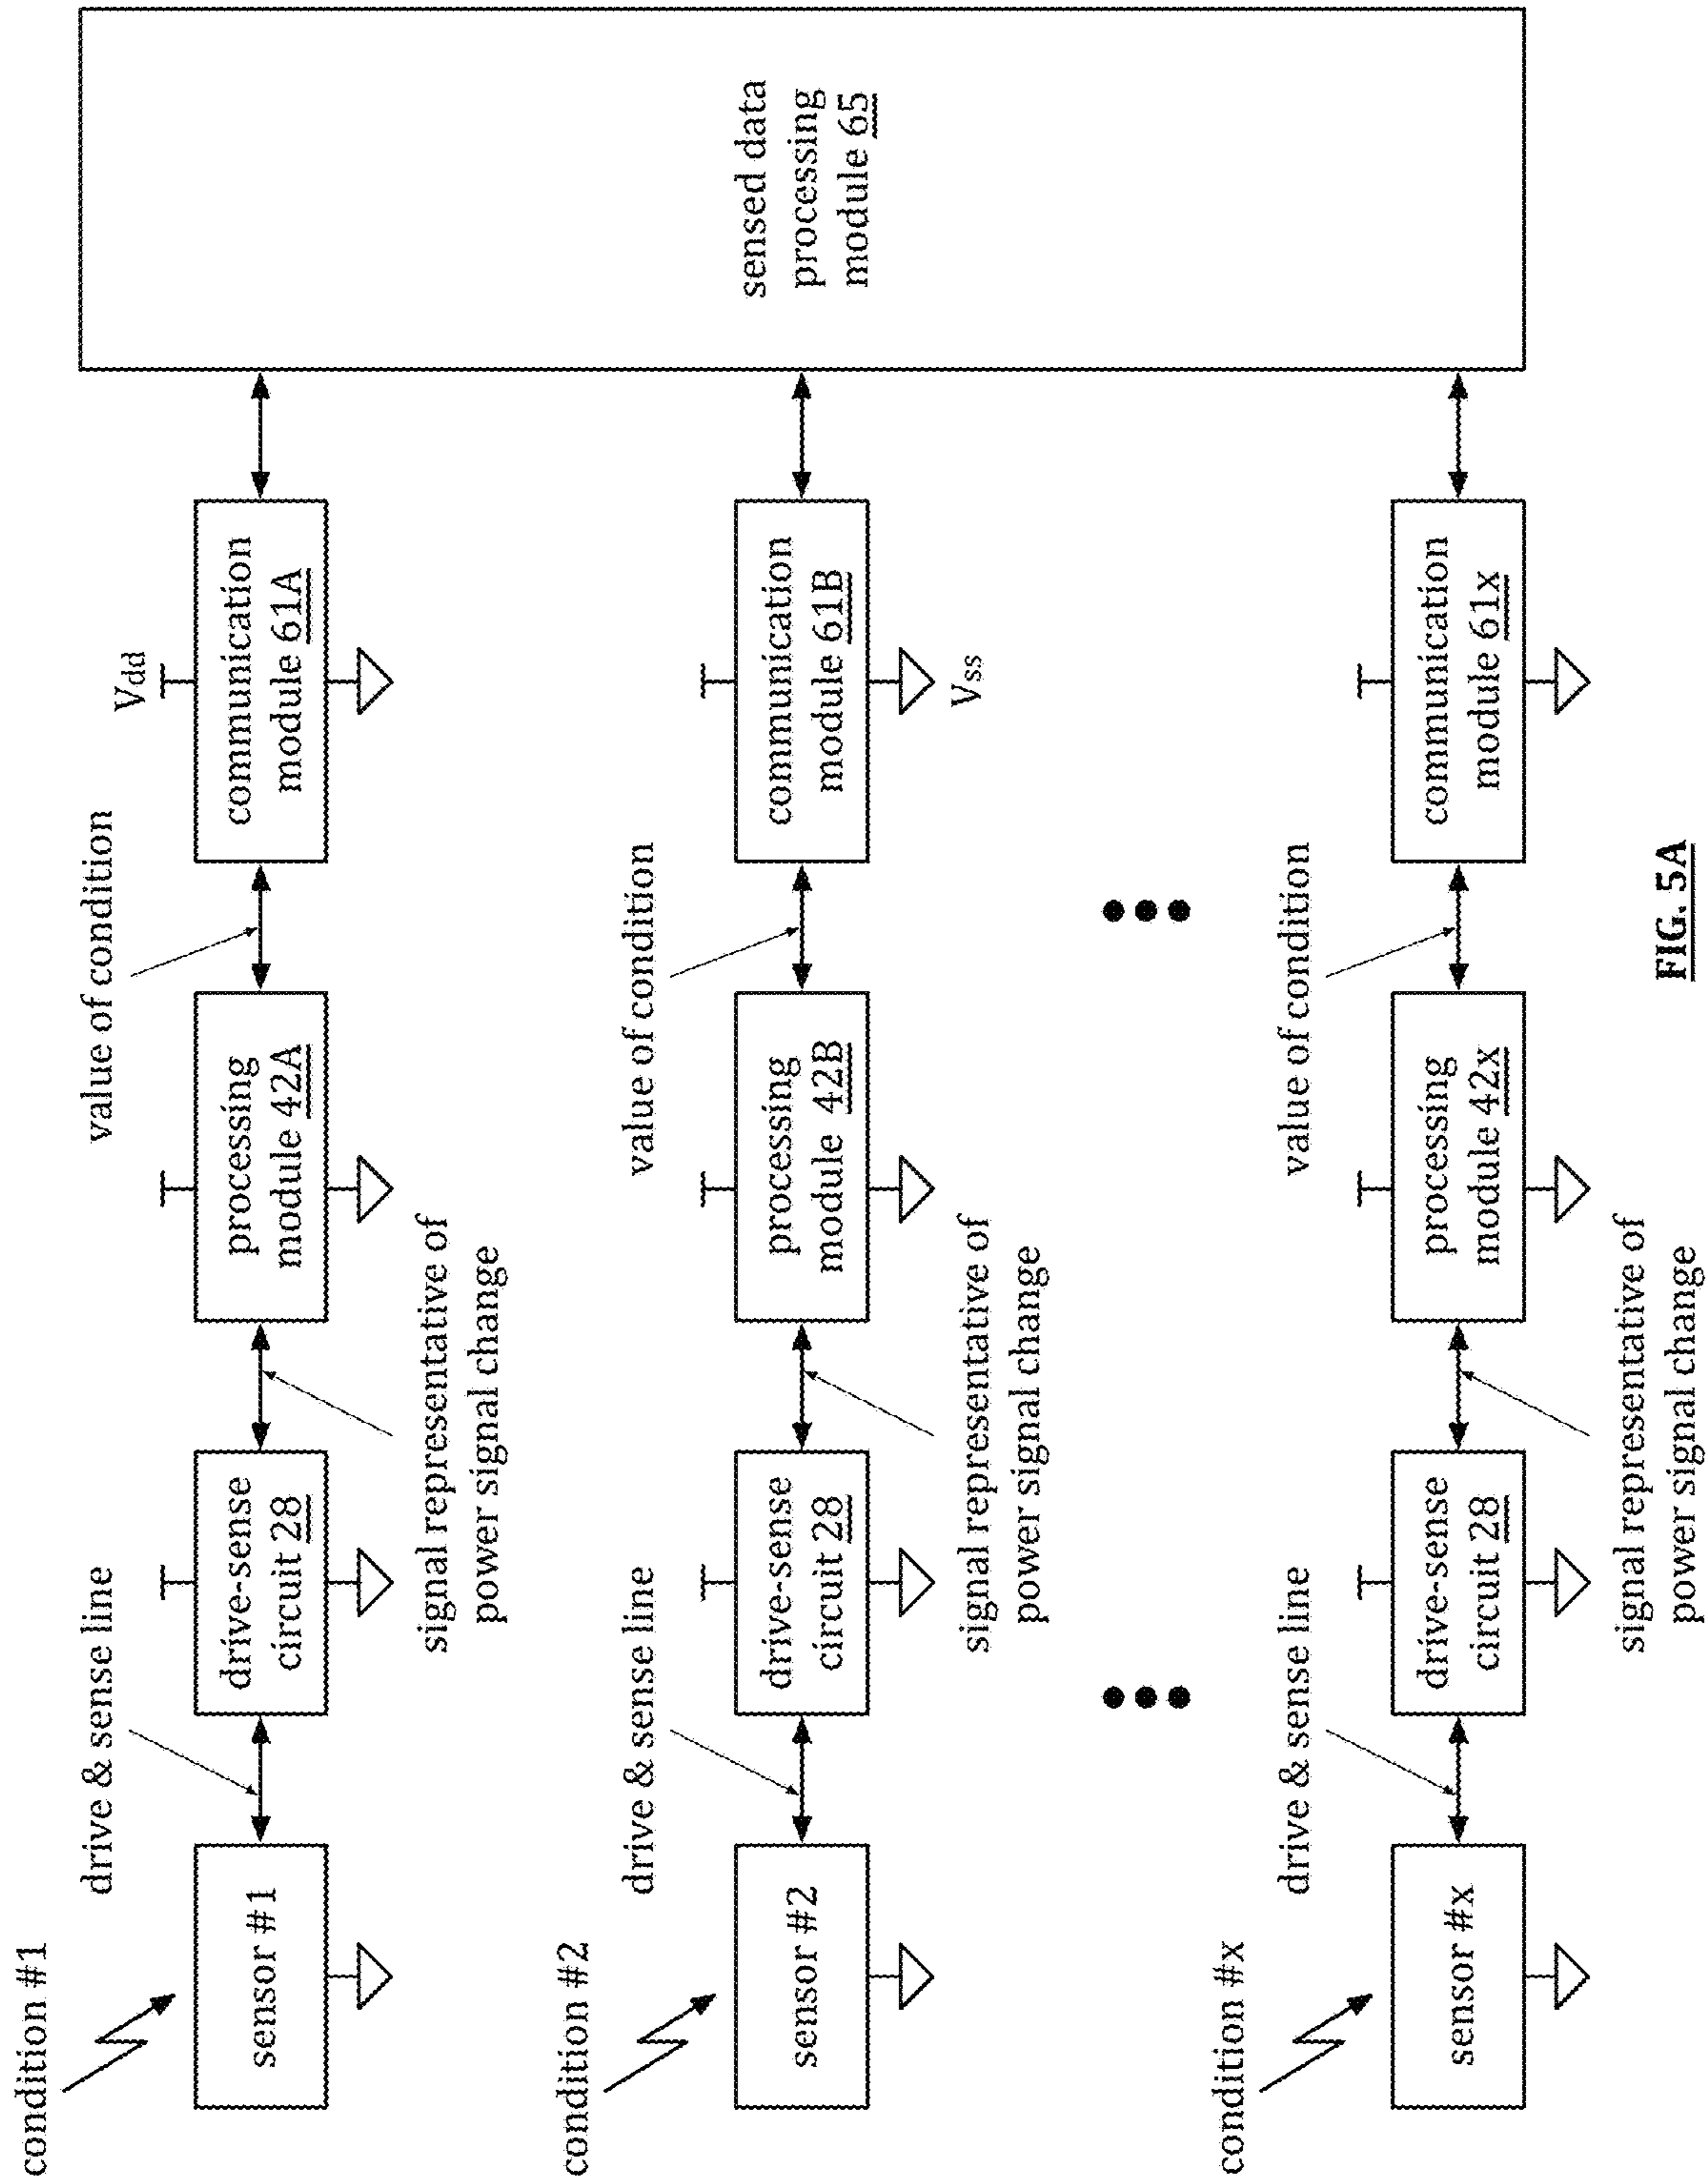 condition #1
drive & sense line
value of condition
Vdd
sensor #1
drive-sense
circuit 28
processing
module 42A
communication
module 61A
signal representative of
power signal change
condition #2
drive & sense line
value of condition
sensor #2
drive-sense
circuit 28
processing
module 42B
communication
module 61B
Vss
signal representative of
power signal change
sensed data
processing
module 65
condition #x
drive & sense line
value of condition
sensor #x
drive-sense
circuit 28
processing
module 42x
communication
module 61x
signal representative of
power signal change
FIG. 5A